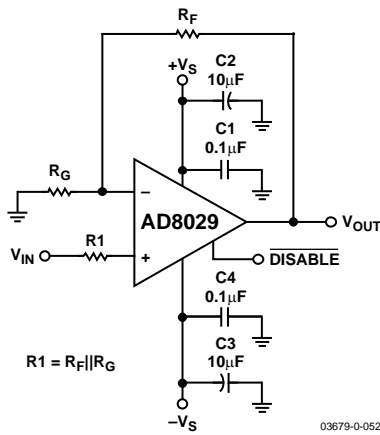 RF
+VS
C2
10μF
C1
0.1μF
RG
–
AD8029
VOUT
VIN
R1
+
DISABLE
C4
0.1μF
R1 = RF||RG
C3
10μF
–VS
03679-0-052